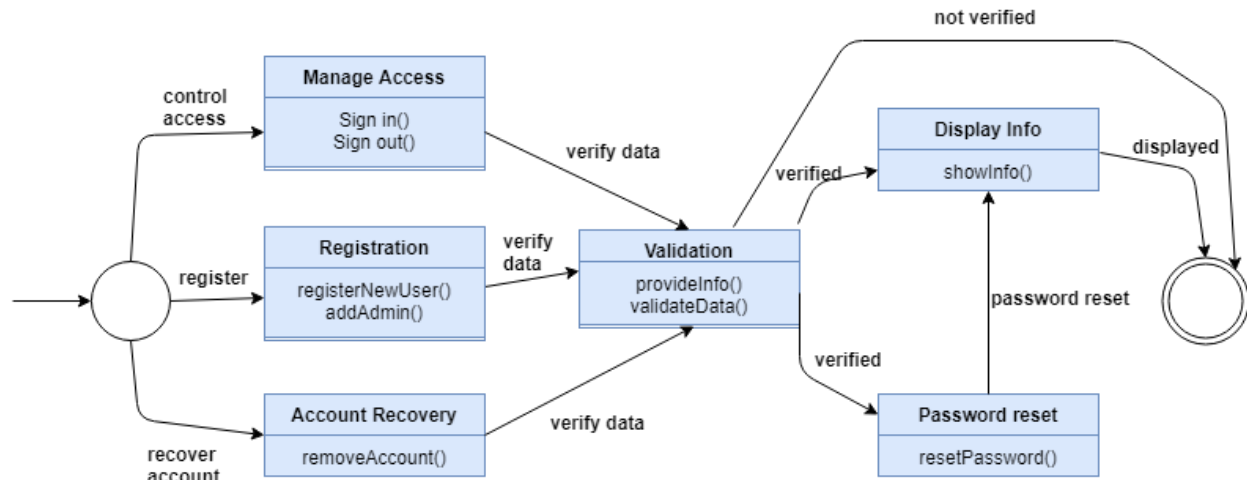 not verified
Manage Access
control
access
Sign in()
Sign out()
verify data
Display Info
displayed
verified
showInfo()
Registration
verify
data
Validation
register
registerNewUser()
addAdmin()
provideInfo()
validateData()
password reset
verified
Account Recovery
verify data
Password reset
recover
account
removeAccount()
resetPassword()